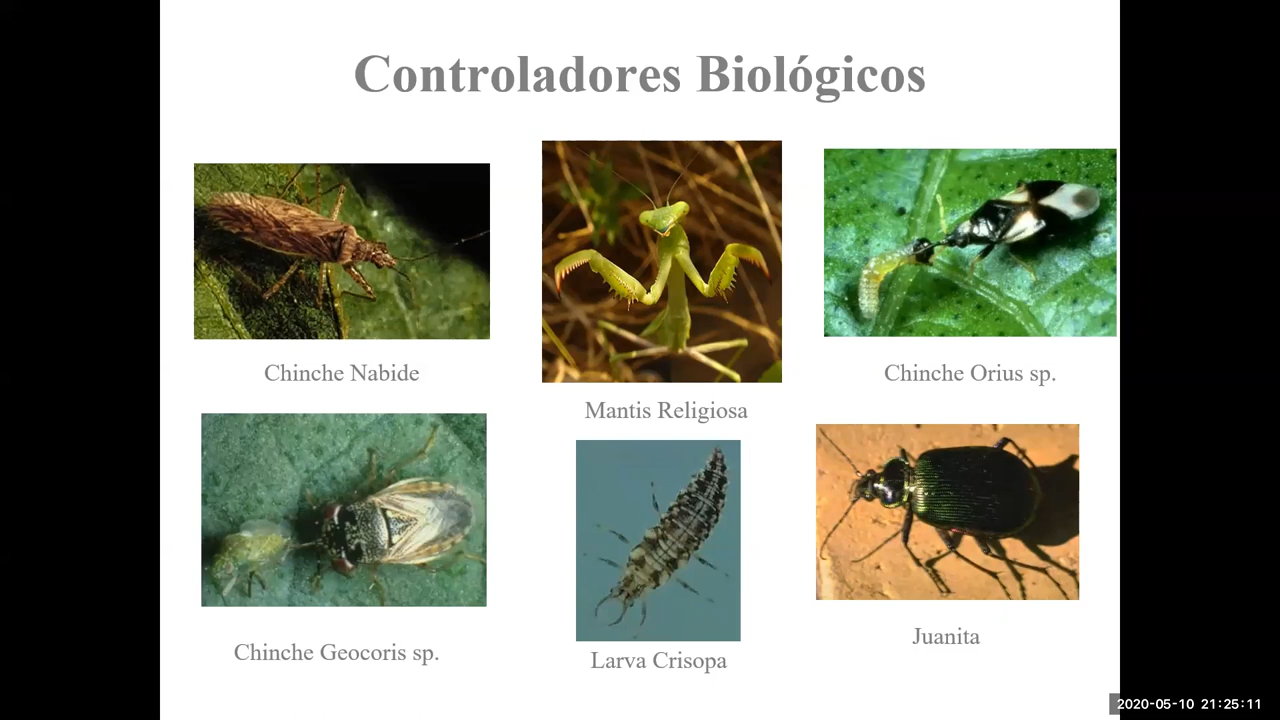 Controladores Biológicos
Chinche Nabide
Mantis Religiosa
Chinche Orius sp.
Chinche Geocoris sp.
Larva Crisopa
Juanita
2020-05-10 21:25:11